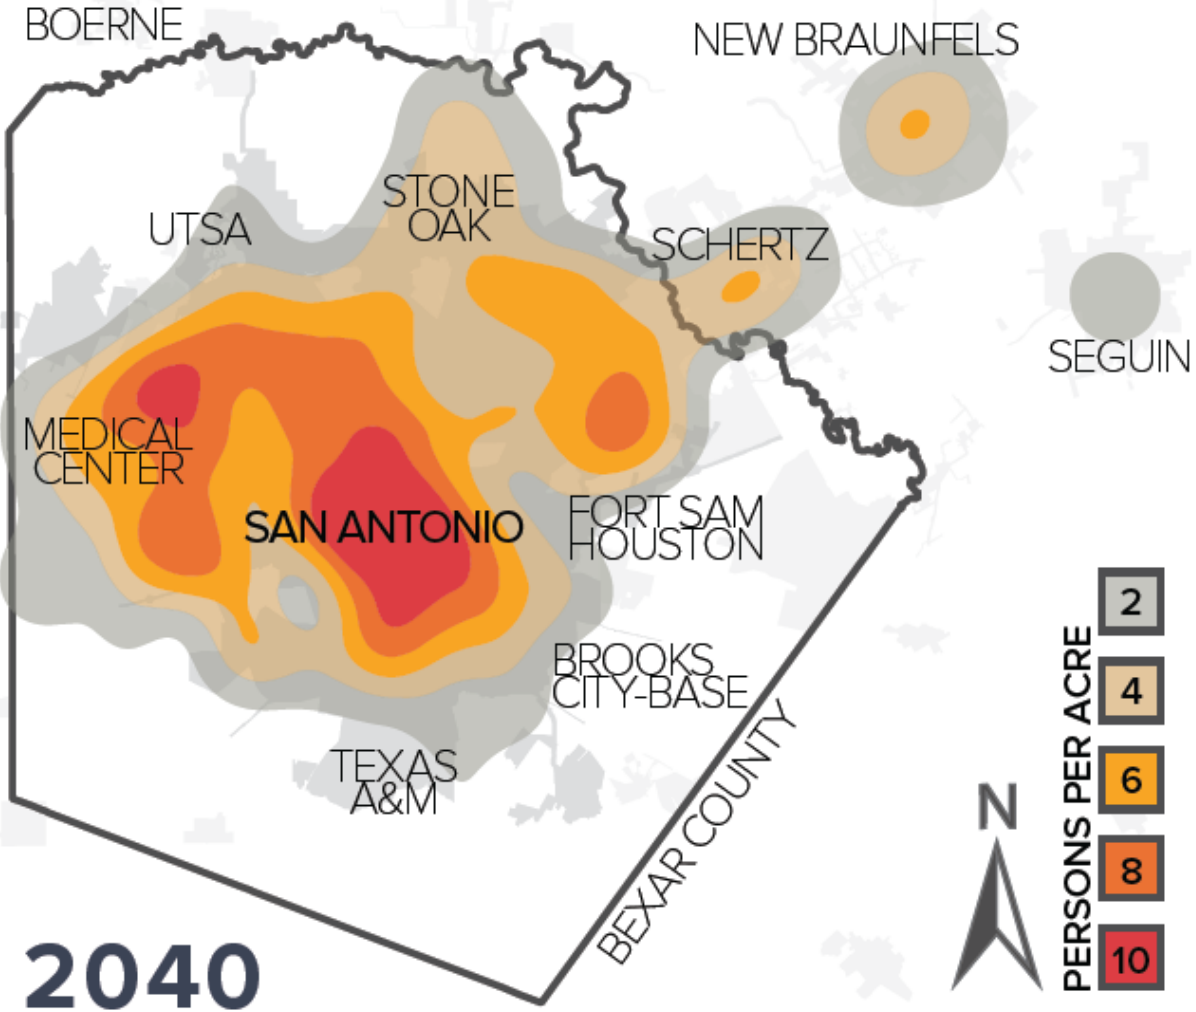 BOERNE
NEW BRAUNFELS
STONE
OAK
UTSA
SCHERTZ
SEGUIN
MEDICAL
CENTER
SAN ANTONIO
FORT SAM
HOUSTON
BROOKS
CITY-BASE
TEXAS
A&M
BEXAR COUNTY
N
PERSONS PER ACRE
2
4
6
8
10
2040